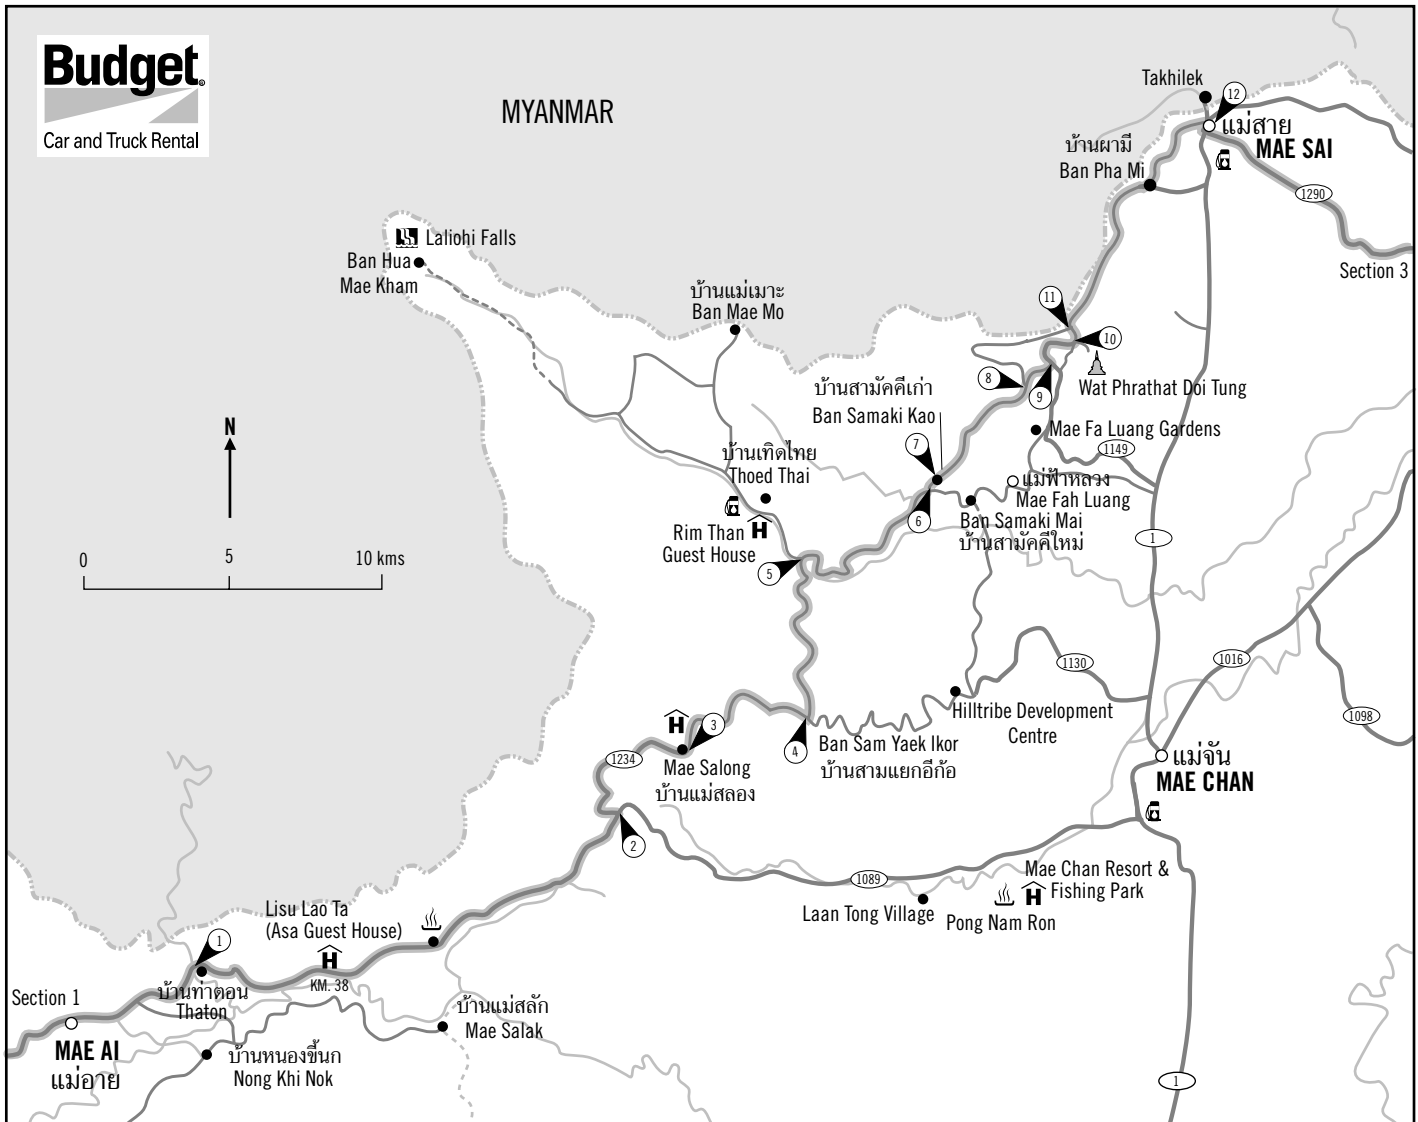 Budget
Car and Truck Rental
MYANMAR
Takhilek
12
แม่สาย
MAE SAI
บ้านผามี
Ban Pha Mi
1290
Section 3
Laliohi Falls
Ban Hua
Mae Kham
บ้านแม่เมาะ
Ban Mae Mo
11
10
8
9
Wat Phrathat Doi Tung
บ้านสามัคคีเก่า
Ban Samaki Kao
N
7
Mae Fa Luang Gardens
1149
บ้านเทิดไทย
Thoed Thai
แม่ฟ้าหลวง
Mae Fah Luang
6
Ban Samaki Mai
บ้านสามัคคีใหม่
Rim Than
Guest House
H
1
0
5
10 kms
5
1130
1016
Hilltribe Development
Centre
1098
H
3
4
Ban Sam Yaek Ikor
บ้านสามแยกอีก้อ
1234
Mae Salong
บ้านแม่สลอง
แม่จัน
MAE CHAN
2
1089
Mae Chan Resort &
Fishing Park
H
Laan Tong Village
Pong Nam Ron
Lisu Lao Ta
(Asa Guest House)
H
KM. 38
1
Section 1
บ้านท่าตอน
Thaton
บ้านแม่สลัก
Mae Salak
MAE AI
แม่อาย
บ้านหนองขี้นก
Nong Khi Nok
1